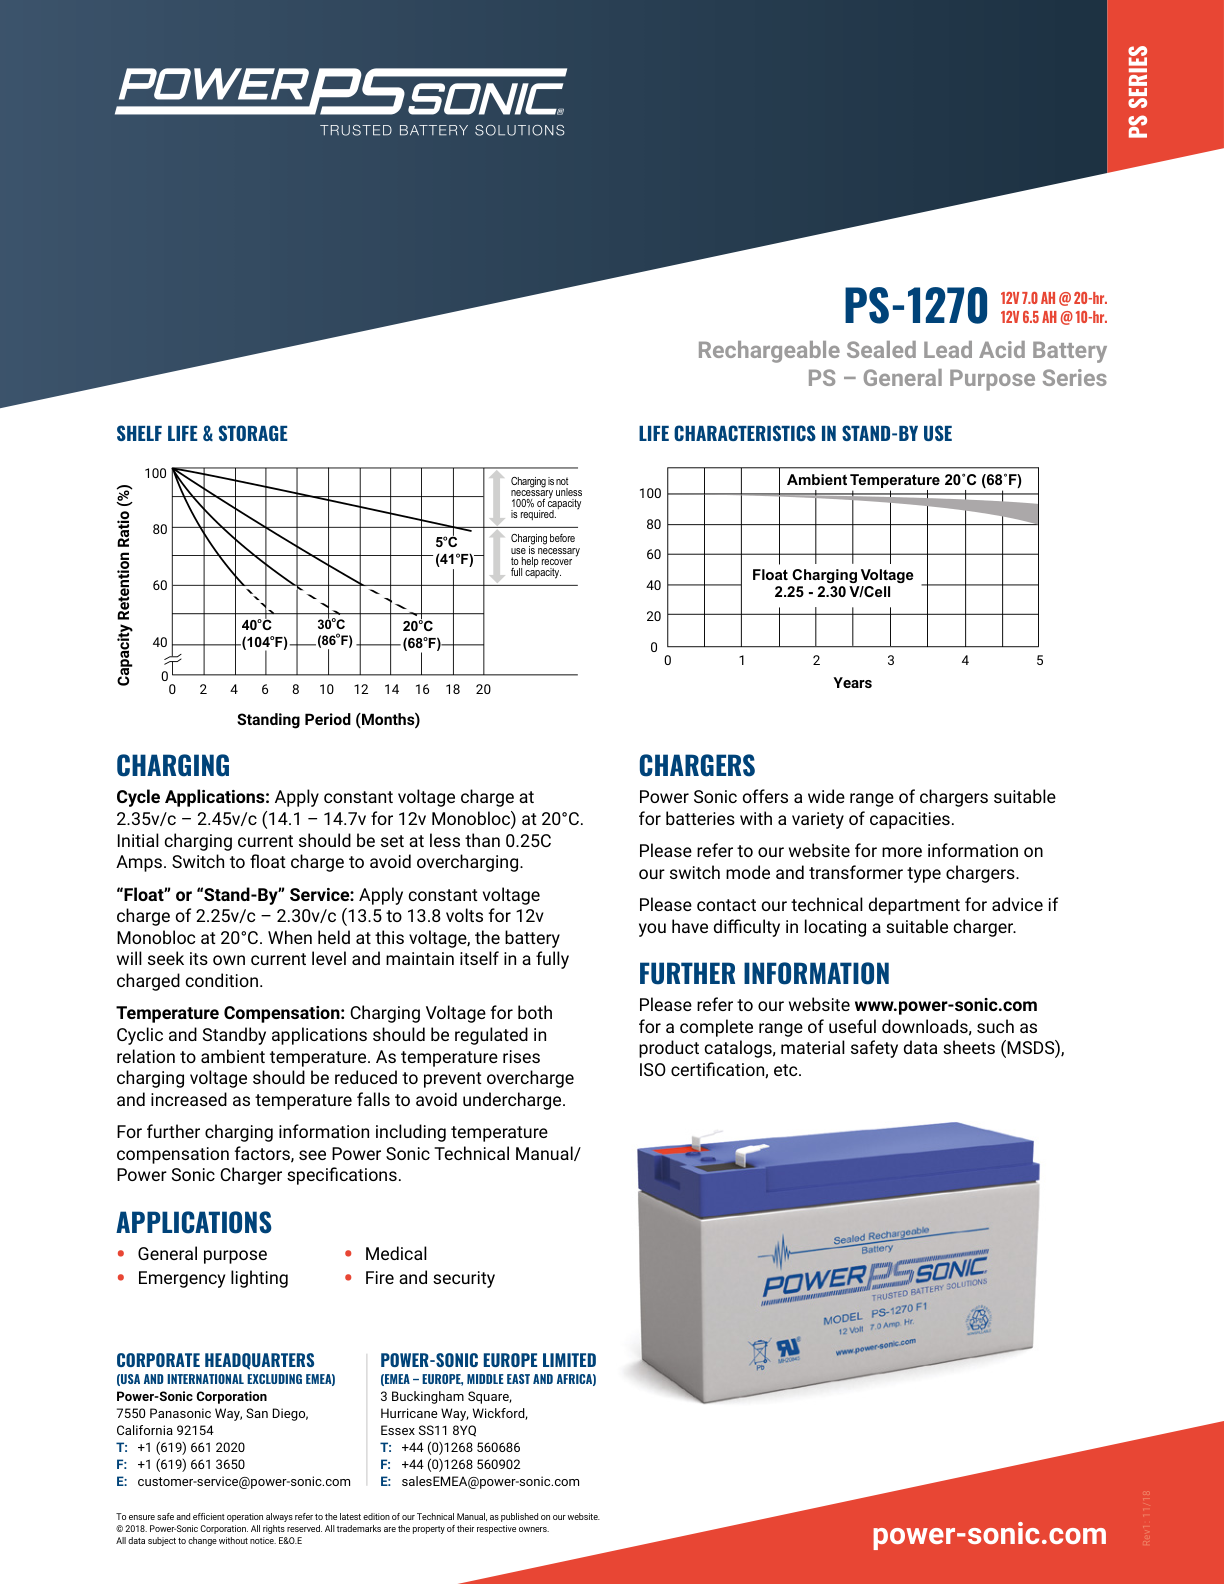 POWER PS SONIC
TRUSTED BATTERY SOLUTIONS
PS SERIES
PS-1270
12V 7.0 AH @ 20-hr.
12V 6.5 AH @ 10-hr.
Rechargeable Sealed Lead Acid Battery
PS – General Purpose Series
SHELF LIFE & STORAGE
Capacity Retention Ratio (%)
100
80
60
40
0
Charging is not
necessary unless
100% of capacity
is required.
Charging before
use is necessary
to help recover
full capacity.
5°C
(41°F)
40°C
(104°F)
30°C
(86°F)
20°C
(68°F)
0 2 4 6 8 10 12 14 16 18 20
Standing Period (Months)
LIFE CHARACTERISTICS IN STAND-BY USE
Ambient Temperature 20˚C (68˚F)
100
80
60
40
20
0
Float Charging Voltage
2.25 - 2.30 V/Cell
0 1 2 3 4 5
Years
CHARGING
Cycle Applications: Apply constant voltage charge at
2.35v/c – 2.45v/c (14.1 – 14.7v for 12v Monobloc) at 20°C.
Initial charging current should be set at less than 0.25C
Amps. Switch to float charge to avoid overcharging.
“Float” or “Stand-By” Service: Apply constant voltage
charge of 2.25v/c – 2.30v/c (13.5 to 13.8 volts for 12v
Monobloc at 20°C. When held at this voltage, the battery
will seek its own current level and maintain itself in a fully
charged condition.
Temperature Compensation: Charging Voltage for both
Cyclic and Standby applications should be regulated in
relation to ambient temperature. As temperature rises
charging voltage should be reduced to prevent overcharge
and increased as temperature falls to avoid undercharge.
For further charging information including temperature
compensation factors, see Power Sonic Technical Manual/
Power Sonic Charger specifications.
APPLICATIONS
• General purpose
• Emergency lighting
• Medical
• Fire and security
CHARGERS
Power Sonic offers a wide range of chargers suitable
for batteries with a variety of capacities.
Please refer to our website for more information on
our switch mode and transformer type chargers.
Please contact our technical department for advice if
you have difficulty in locating a suitable charger.
FURTHER INFORMATION
Please refer to our website www.power-sonic.com
for a complete range of useful downloads, such as
product catalogs, material safety data sheets (MSDS),
ISO certification, etc.
Sealed Rechargeable
Battery
POWER PS SONIC
TRUSTED BATTERY SOLUTIONS
MODEL PS-1270 F1
12 Volt 7.0 Amp. Hr.
www.power-sonic.com
Pb
CORPORATE HEADQUARTERS
(USA AND INTERNATIONAL EXCLUDING EMEA)
Power-Sonic Corporation
7550 Panasonic Way, San Diego,
California 92154
T: +1 (619) 661 2020
F: +1 (619) 661 3650
E: customer-service@power-sonic.com
POWER-SONIC EUROPE LIMITED
(EMEA – EUROPE, MIDDLE EAST AND AFRICA)
3 Buckingham Square,
Hurricane Way, Wickford,
Essex SS11 8YQ
T: +44 (0)1268 560686
F: +44 (0)1268 560902
E: salesEMEA@power-sonic.com
To ensure safe and efficient operation always refer to the latest edition of our Technical Manual, as published on our website.
© 2018. Power-Sonic Corporation. All rights reserved. All trademarks are the property of their respective owners.
All data subject to change without notice. E&O.E
power-sonic.com
Rev1: 11/18